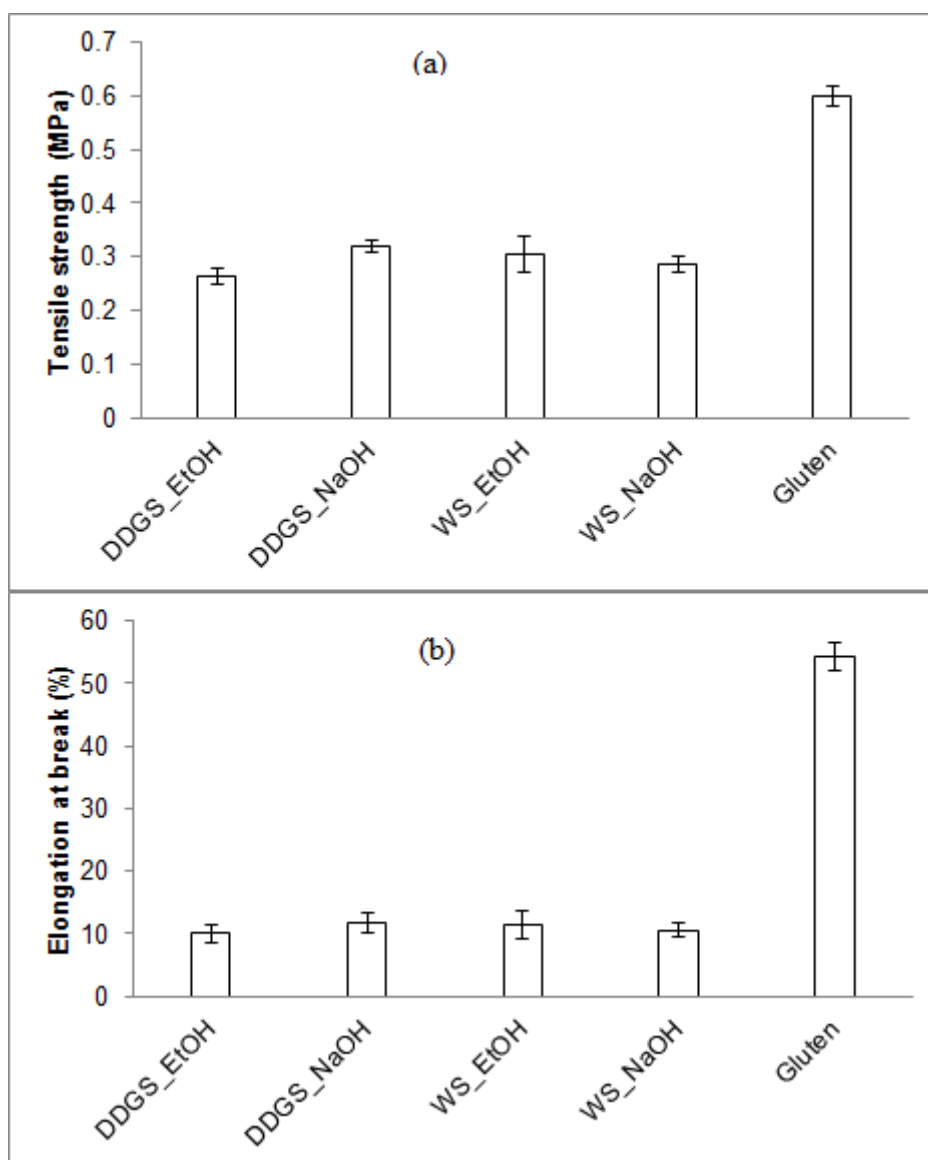 (a)
Tensile strength (MPa)
0.7
0.6
0.5
0.4
0.3
0.2
0.1
0
DDGS_EtOH
DDGS_NaOH
WS_EtOH
WS_NaOH
Gluten
(b)
Elongation at break (%)
60
50
40
30
20
10
0
DDGS_EtOH
DDGS_NaOH
WS_EtOH
WS_NaOH
Gluten